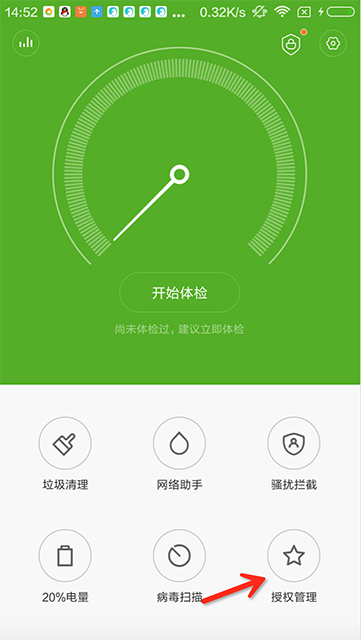 14:52 ... 0.32K/s
开始体检
尚未体检过，建议立即体检
垃圾清理 网络助手 骚扰拦截
20%电量 病毒扫描 授权管理